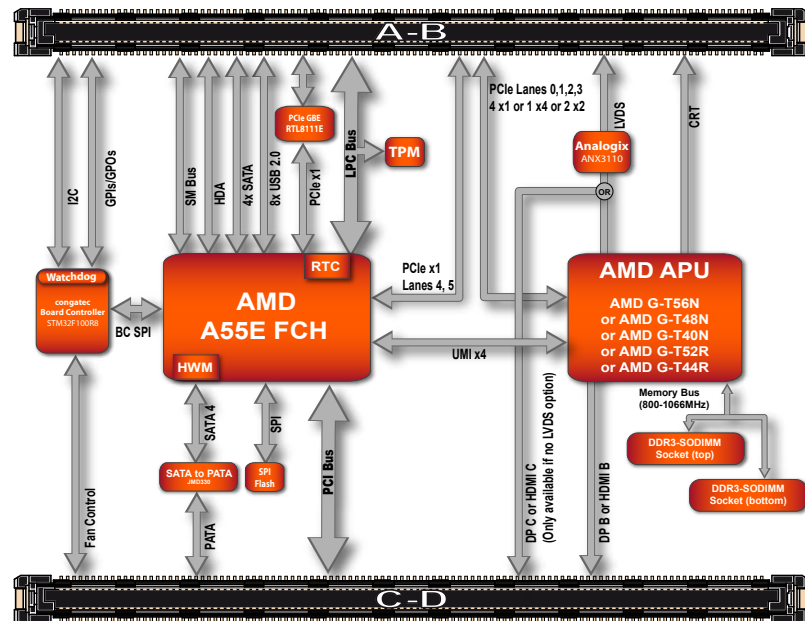 A-B
I2C
GPIs/GPOs
SM Bus
HDA
4x SATA
8x USB 2.0
PCIe GBE
RTL8111E
PCIe x1
LPC Bus
TPM
PCIe Lanes 0,1,2,3
4 x1 or 1 x4 or 2 x2
LVDS
CRT
Analogix
ANX3110
OR
Watchdog
congatec
Board Controller
STM32F100R8
BC SPI
RTC
AMD
A55E FCH
HWM
PCIe x1
Lanes 4, 5
UMI x4
AMD APU
AMD G-T56N
or AMD G-T48N
or AMD G-T40N
or AMD G-T52R
or AMD G-T44R
Memory Bus
(800-1066MHz)
DDR3-SODIMM
Socket (top)
DDR3-SODIMM
Socket (bottom)
SATA 4
SPI
SATA to PATA
JMD330
SPI
Flash
PCI Bus
Fan Control
PATA
DP C or HDMI C
(Only available if no LVDS option)
DP B or HDMI B
C-D